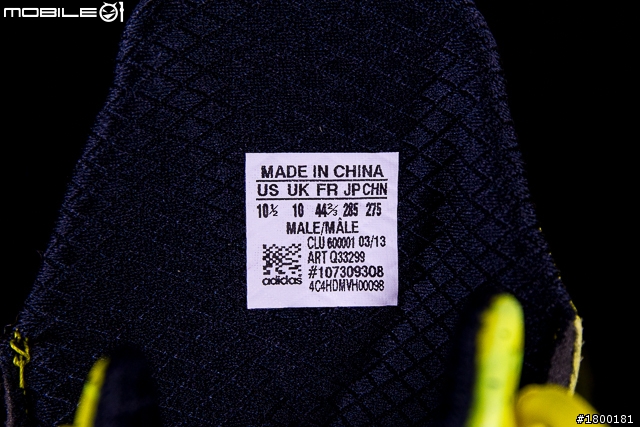 MOBILE01
MADE IN CHINA
US UK FR JP CHN
10½ 10 44⅔ 285 275
MALE/MÂLE
CLU 600001 03/13
ART Q33299
#107309308
adidas 4C4HDMVH00098
#1800181